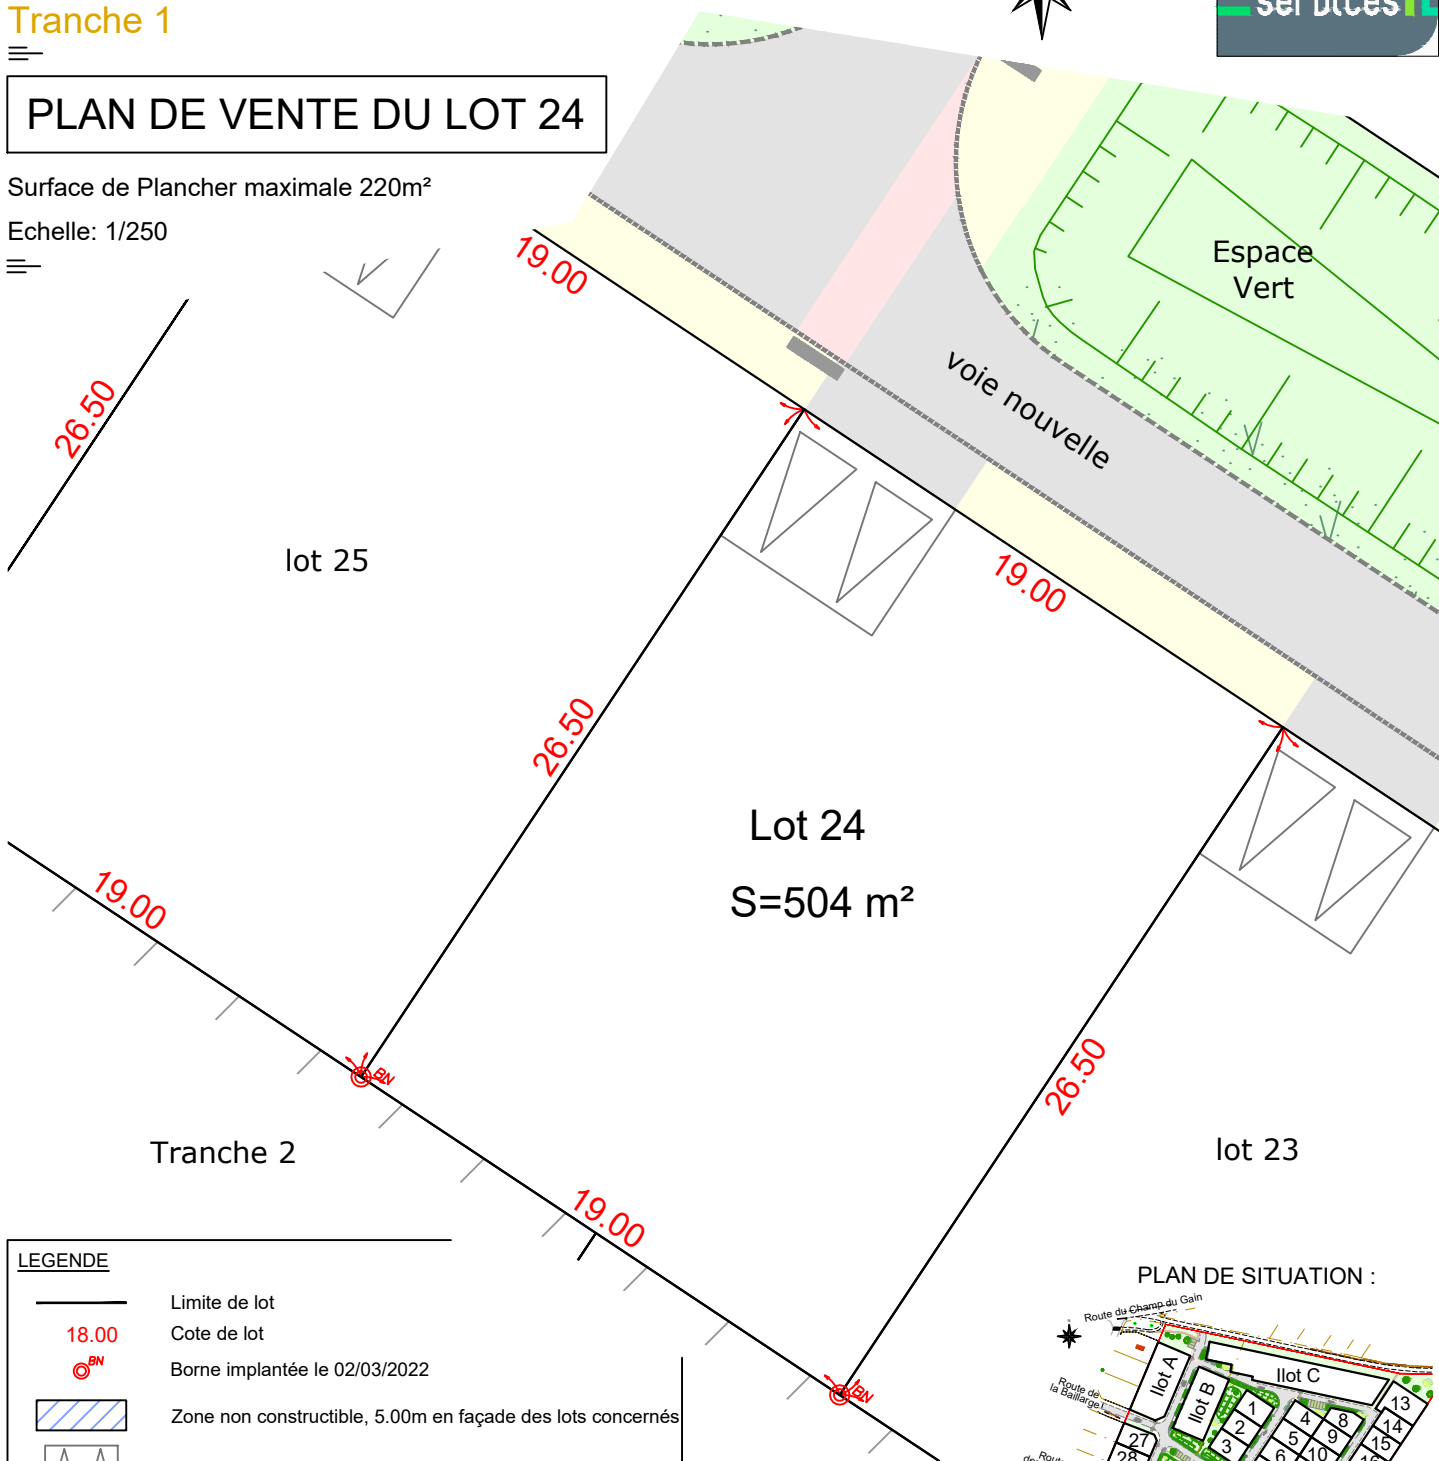 Tranche 1
services
PLAN DE VENTE DU LOT 24
Surface de Plancher maximale 220m²
Echelle: 1/250
19.00
Espace
Vert
voie nouvelle
26.50
lot 25
19.00
26.50
Lot 24
S=504 m²
19.00
26.50
BN
Tranche 2
lot 23
19.00
BN
LEGENDE
Limite de lot
18.00 Cote de lot
BN Borne implantée le 02/03/2022
Zone non constructible, 5.00m en façade des lots concernés
PLAN DE SITUATION :
Route du Champ du Gain
Ilot A
Ilot B
Ilot C
Route de
la Baillarge
1
2
3
4
5
6
8
9
10
13
14
15
27
28